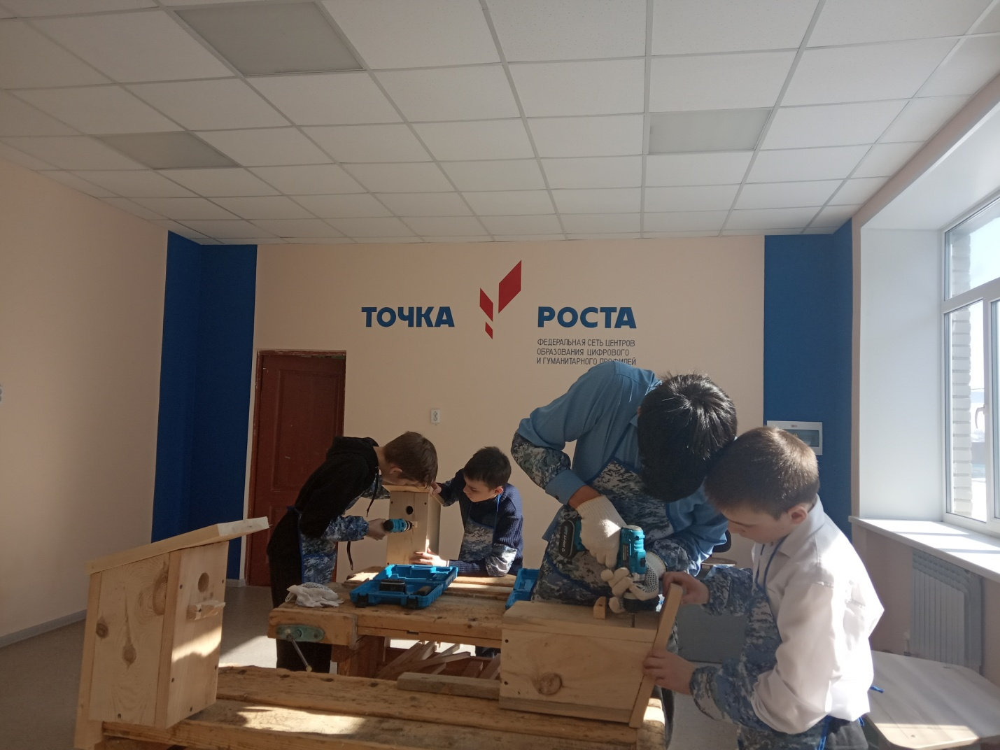 ТОЧКА РОСТА
ФЕДЕРАЛЬНАЯ СЕТЬ ЦЕНТРОВ
ОБРАЗОВАНИЯ ЦИФРОВОГО
И ГУМАНИТАРНОГО ПРОФИЛЕЙ